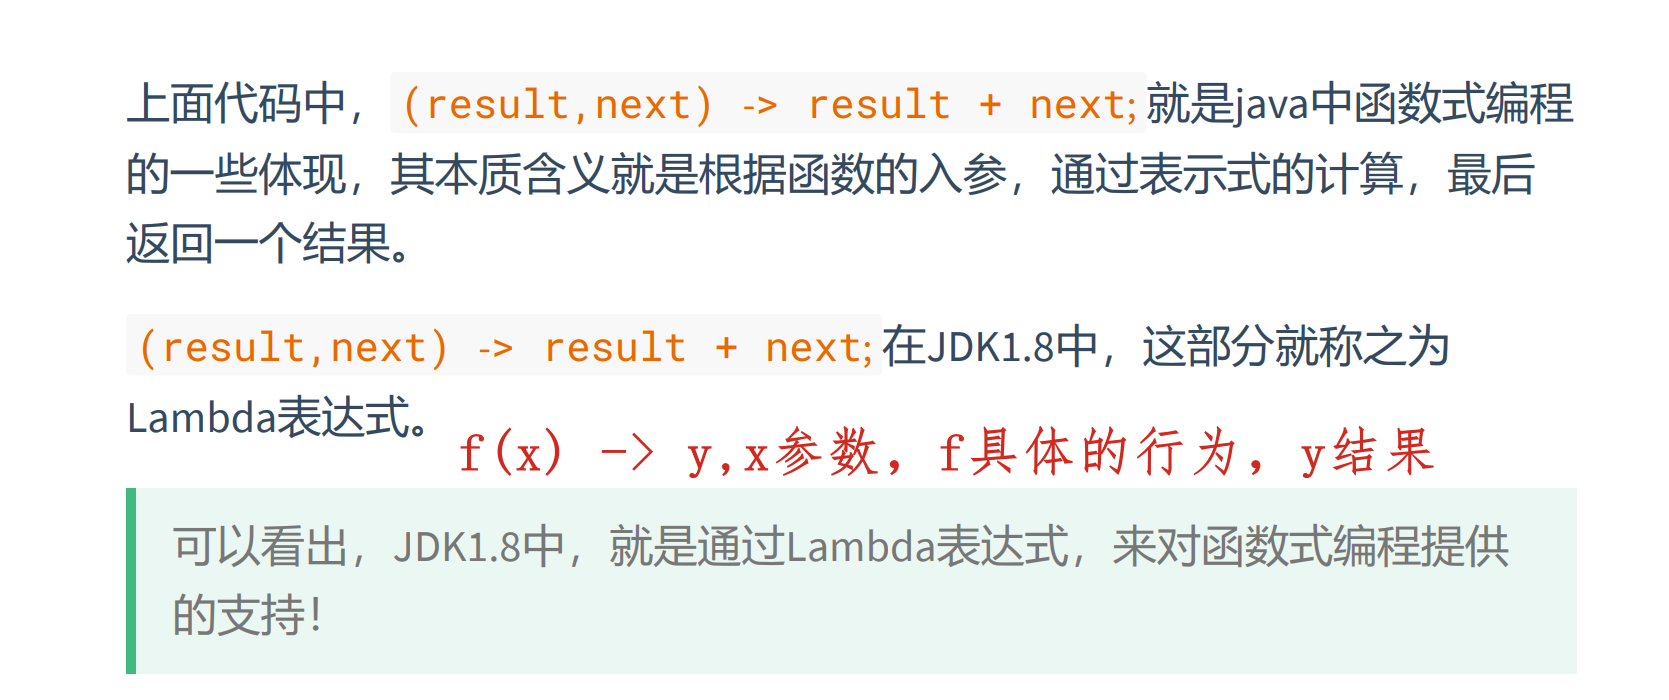 上面代码中，(result,next) -> result + next;就是java中函数式编程
的一些体现，其本质含义就是根据函数的入参，通过表示式的计算，最后
返回一个结果。
(result,next) -> result + next;在JDK1.8中，这部分就称之为
Lambda表达式。
f(x) -> y,x参数，f具体的行为，y结果
可以看出，JDK1.8中，就是通过Lambda表达式，来对函数式编程提供
的支持！